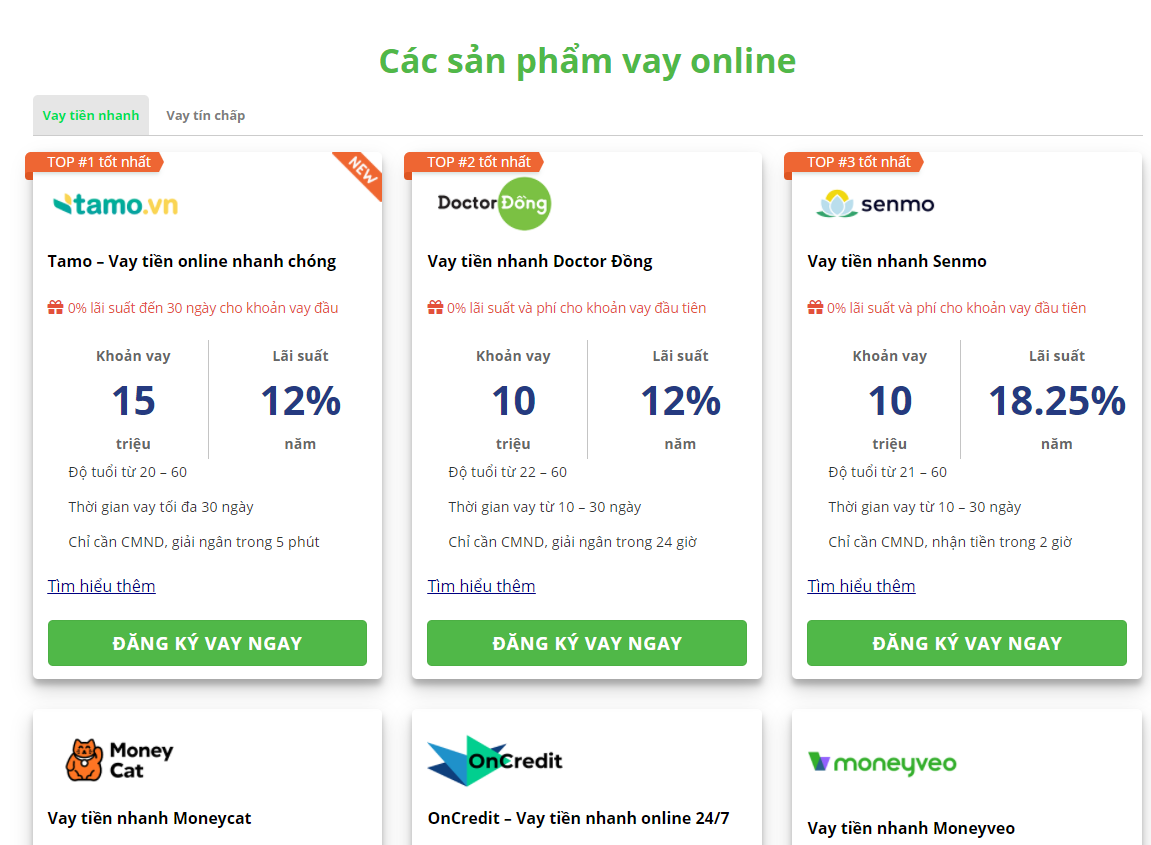 Các sản phẩm vay online
Vay tiền nhanh
Vay tín chấp
TOP #1 tốt nhất
NEW
tamo.vn
Tamo – Vay tiền online nhanh chóng
0% lãi suất đến 30 ngày cho khoản vay đầu
Khoản vay
Lãi suất
15
12%
triệu
năm
Độ tuổi từ 20 – 60
Thời gian vay tối đa 30 ngày
Chỉ cần CMND, giải ngân trong 5 phút
Tìm hiểu thêm
ĐĂNG KÝ VAY NGAY
TOP #2 tốt nhất
Doctor Đồng
Vay tiền nhanh Doctor Đồng
0% lãi suất và phí cho khoản vay đầu tiên
Khoản vay
Lãi suất
10
12%
triệu
năm
Độ tuổi từ 22 – 60
Thời gian vay từ 10 – 30 ngày
Chỉ cần CMND, giải ngân trong 24 giờ
Tìm hiểu thêm
ĐĂNG KÝ VAY NGAY
TOP #3 tốt nhất
senmo
Vay tiền nhanh Senmo
0% lãi suất và phí cho khoản vay đầu tiên
Khoản vay
Lãi suất
10
18.25%
triệu
năm
Độ tuổi từ 21 – 60
Thời gian vay từ 10 – 30 ngày
Chỉ cần CMND, nhận tiền trong 2 giờ
Tìm hiểu thêm
ĐĂNG KÝ VAY NGAY
Money
Cat
Vay tiền nhanh Moneycat
OnCredit
OnCredit – Vay tiền nhanh online 24/7
moneyveo
Vay tiền nhanh Moneyveo